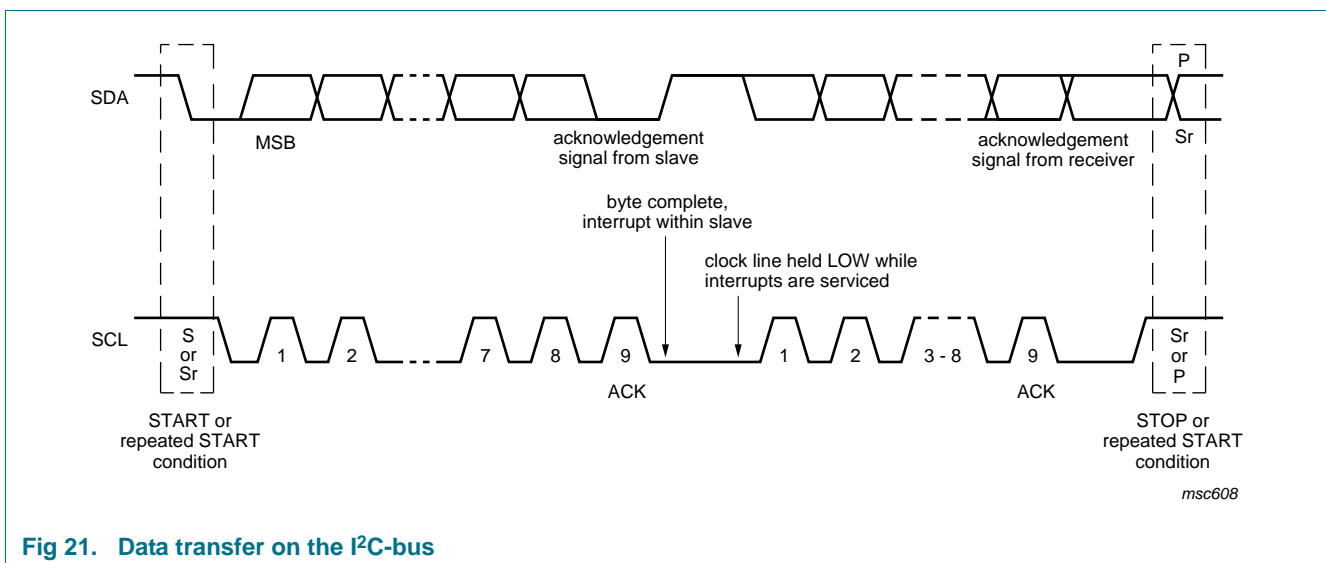 P
SDA
MSB
acknowledgement
signal from slave
acknowledgement
signal from receiver
Sr
byte complete,
interrupt within slave
clock line held LOW while
interrupts are serviced
SCL
S
or
Sr
1
2
7
8
9
1
2
3 - 8
9
Sr
or
P
ACK
ACK
START or
repeated START
condition
STOP or
repeated START
condition
msc608
Fig 21. Data transfer on the I²C-bus